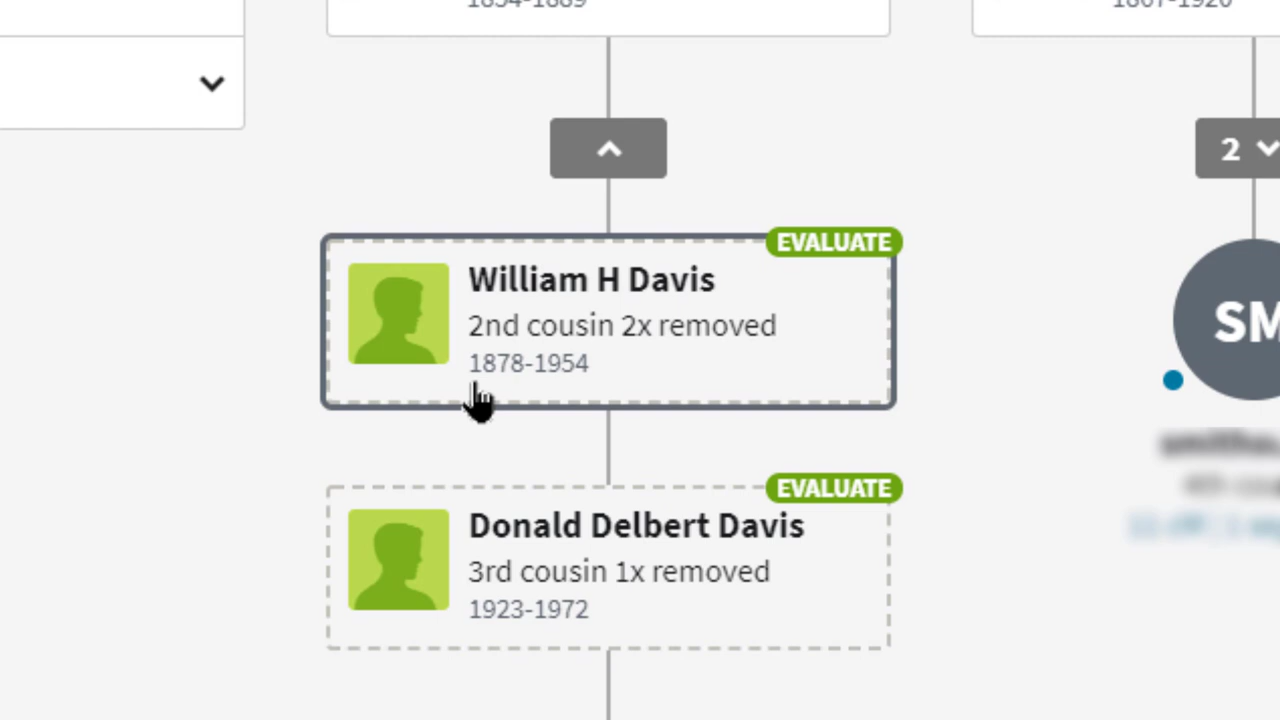 2
EVALUATE
William H Davis
2nd cousin 2x removed
1878-1954
SM
EVALUATE
Donald Delbert Davis
3rd cousin 1x removed
1923-1972